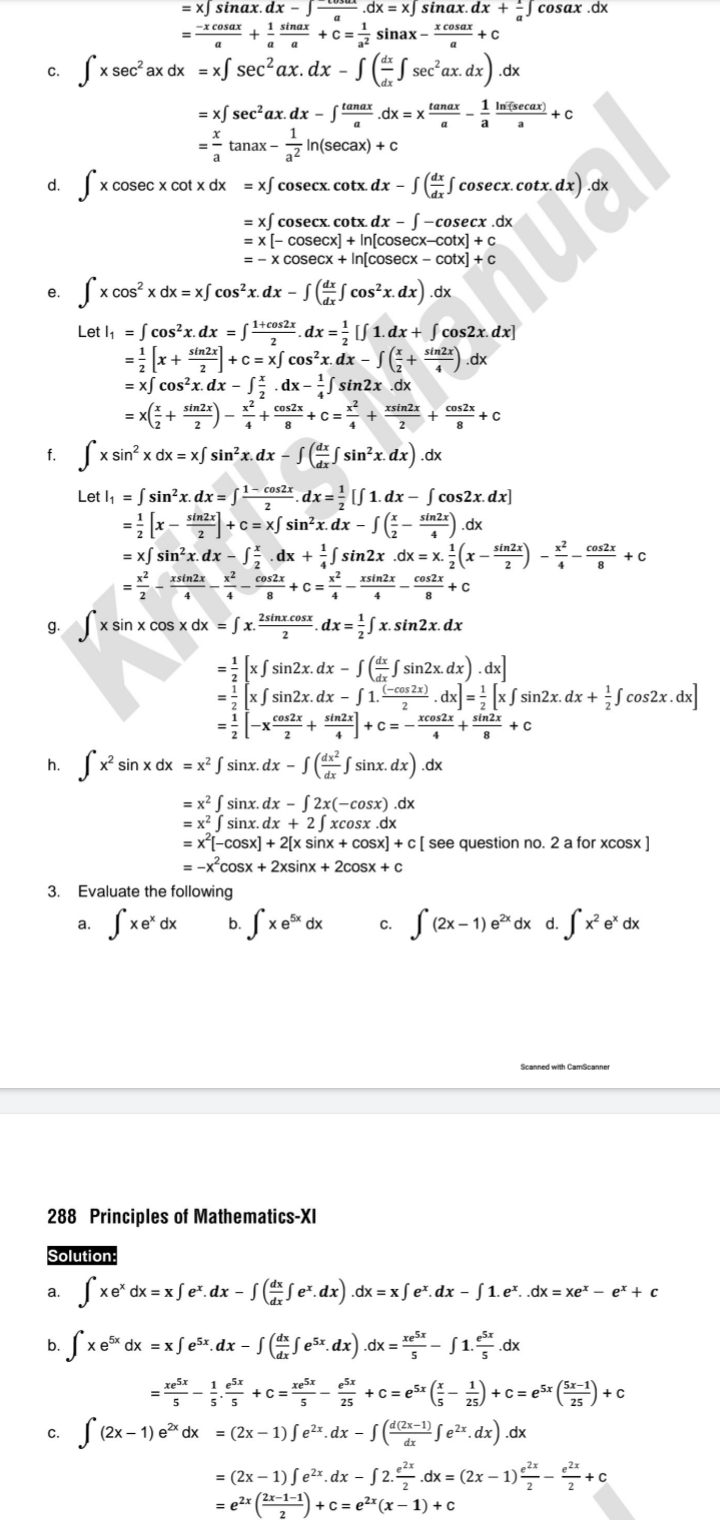 = x∫ sinax.dx − ∫ .dx = x∫ sinax.dx + 1/a ∫ cosax .dx
= −x cosax/a + 1/a sinax/a + c = 1/a² sinax − x cosax/a + c
c. ∫ x sec² ax dx = x∫ sec²ax. dx − ∫ (dx/dx ∫ sec²ax. dx) .dx
= x∫ sec²ax. dx − ∫ tanax/a .dx = x tanax/a − 1/a ln(secax)/a + c
= x/a tanax − 1/a² ln(secax) + c
d. ∫ x cosec x cot x dx = x∫ cosecx. cotx. dx − ∫ (dx/dx ∫ cosecx. cotx. dx) .dx
= x∫ cosecx. cotx. dx − ∫ −cosecx .dx
= x [− cosecx] + ln[cosecx−cotx] + c
= − x cosecx + ln[cosecx − cotx] + c
e. ∫ x cos² x dx = x∫ cos²x. dx − ∫ (dx/dx ∫ cos²x. dx) .dx
Let I₁ = ∫ cos²x. dx = ∫ 1+cos2x/2 . dx = 1/2 [∫ 1. dx + ∫ cos2x. dx]
= 1/2 [x + sin2x/2] + c = x∫ cos²x. dx − ∫ (x/2 + sin2x/4) .dx
= x∫ cos²x. dx − ∫ x/2 . dx − 1/4 ∫ sin2x .dx
= x(x/2 + sin2x/2) − x²/4 + cos2x/8 + c = x²/4 + xsin2x/2 + cos2x/8 + c
f. ∫ x sin² x dx = x∫ sin²x. dx − ∫ (dx/dx ∫ sin²x. dx) .dx
Let I₁ = ∫ sin²x. dx = ∫ 1− cos2x/2 . dx = 1/2 [∫ 1. dx − ∫ cos2x. dx]
= 1/2 [x − sin2x/2] + c = x∫ sin²x. dx − ∫ (x/2 − sin2x/4) .dx
= x∫ sin²x. dx − ∫ x/2 . dx + 1/4 ∫ sin2x .dx = x. 1/2 (x − sin2x/2) − x²/4 − cos2x/8 + c
= x²/2 − xsin2x/4 − x²/4 − cos2x/8 + c = x²/4 − xsin2x/4 − cos2x/8 + c
g. ∫ x sin x cos x dx = ∫ x. 2sinx.cosx/2 . dx = 1/2 ∫ x. sin2x. dx
= 1/2 [x ∫ sin2x. dx − ∫ (dx/dx ∫ sin2x. dx) . dx]
= 1/2 [x ∫ sin2x. dx − ∫ 1. (−cos 2x)/2 . dx] = 1/2 [x ∫ sin2x. dx + 1/2 ∫ cos2x. dx]
= 1/2 [−x cos2x/2 + sin2x/4] + c = − xcos2x/4 + sin2x/8 + c
h. ∫ x² sin x dx = x² ∫ sinx. dx − ∫ (dx²/dx ∫ sinx. dx) .dx
= x² ∫ sinx. dx − ∫ 2x(−cosx) .dx
= x² ∫ sinx. dx + 2 ∫ xcosx .dx
= x²[−cosx] + 2[x sinx + cosx] + c [ see question no. 2 a for xcosx ]
= −x²cosx + 2xsinx + 2cosx + c
3. Evaluate the following
a. ∫ x eˣ dx b. ∫ x e⁵ˣ dx c. ∫ (2x − 1) e²ˣ dx d. ∫ x² eˣ dx
Scanned with CamScanner
Kriti's Manual
288 Principles of Mathematics-XI
Solution:
a. ∫ x eˣ dx = x ∫ eˣ. dx − ∫ (dx/dx ∫ eˣ. dx) .dx = x ∫ eˣ. dx − ∫ 1. eˣ. .dx = xeˣ − eˣ + c
b. ∫ x e⁵ˣ dx = x ∫ e⁵ˣ. dx − ∫ (dx/dx ∫ e⁵ˣ. dx) .dx = xe⁵ˣ/5 − ∫ 1. e⁵ˣ/5 .dx
= xe⁵ˣ/5 − 1/5 . e⁵ˣ/5 + c = xe⁵ˣ/5 − e⁵ˣ/25 + c = e⁵ˣ (x/5 − 1/25) + c = e⁵ˣ (5x−1/25) + c
c. ∫ (2x − 1) e²ˣ dx = (2x − 1) ∫ e²ˣ. dx − ∫ (d(2x−1)/dx ∫ e²ˣ. dx) .dx
= (2x − 1) ∫ e²ˣ. dx − ∫ 2. e²ˣ/2 .dx = (2x − 1) e²ˣ/2 − e²ˣ/2 + c
= e²ˣ (2x−1−1/2) + c = e²ˣ(x − 1) + c